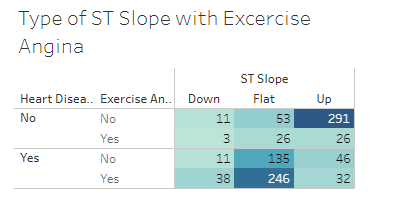 Type of ST Slope with Excercise
Angina
ST Slope
Heart Disea.. Exercise An.. Down Flat Up
No No 11 53 291
Yes 3 26 26
Yes No 11 135 46
Yes 38 246 32